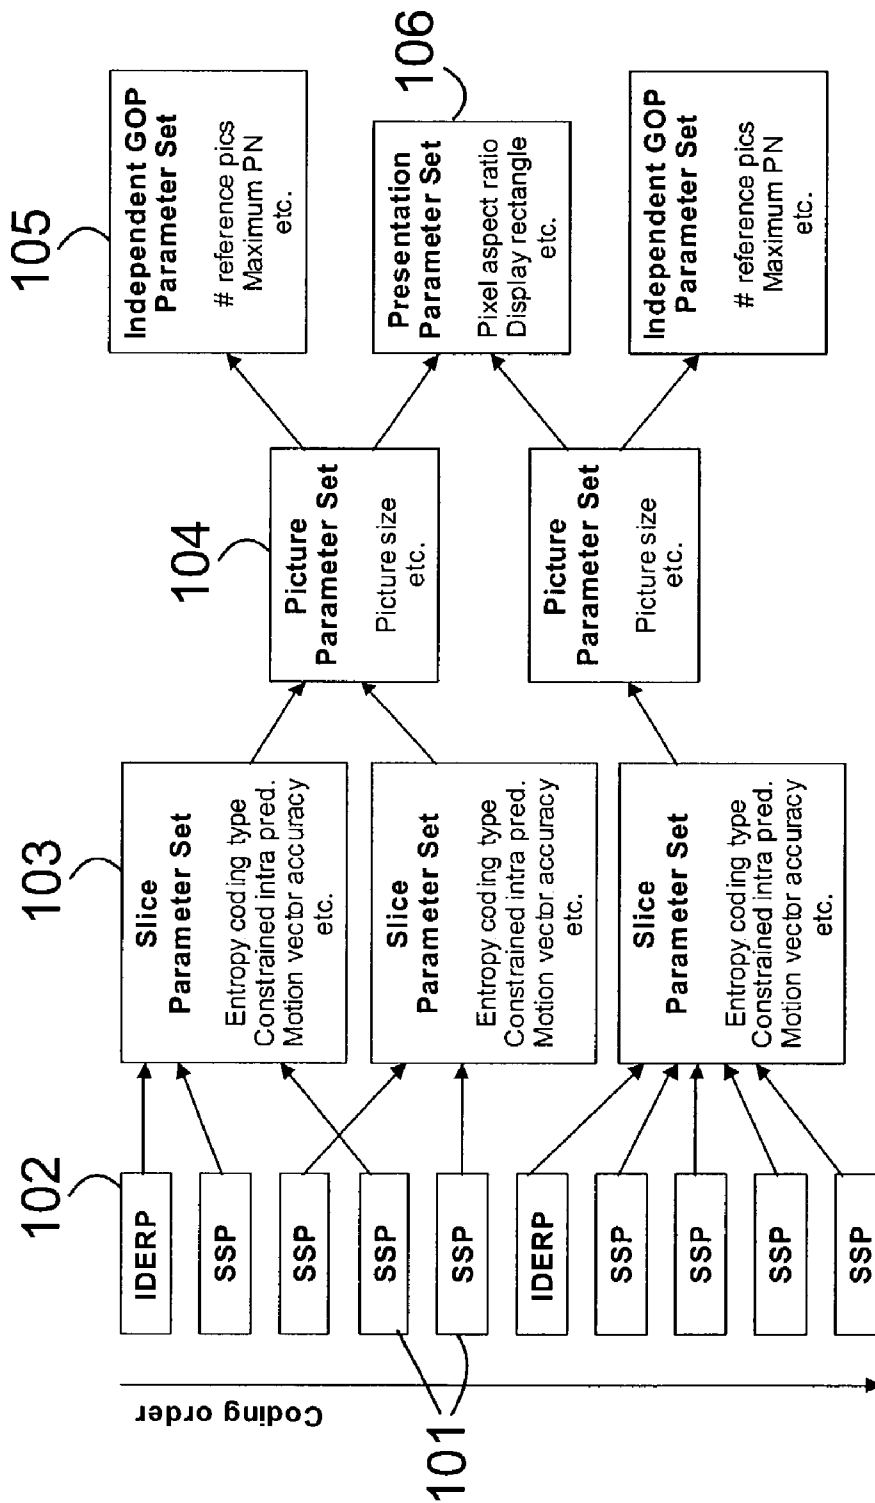 Coding order
101
102
IDERP
SSP
SSP
SSP
SSP
IDERP
SSP
SSP
SSP
SSP
103
Slice
Parameter Set
Entropy coding type
Constrained intra pred.
Motion vector accuracy
etc.
Slice
Parameter Set
Entropy coding type
Constrained intra pred.
Motion vector accuracy
etc.
Slice
Parameter Set
Entropy coding type
Constrained intra pred.
Motion vector accuracy
etc.
104
Picture
Parameter Set
Picture size
etc.
Picture
Parameter Set
Picture size
etc.
105
Independent GOP
Parameter Set
# reference pics
Maximum PN
etc.
106
Presentation
Parameter Set
Pixel aspect ratio
Display rectangle
etc.
Independent GOP
Parameter Set
# reference pics
Maximum PN
etc.